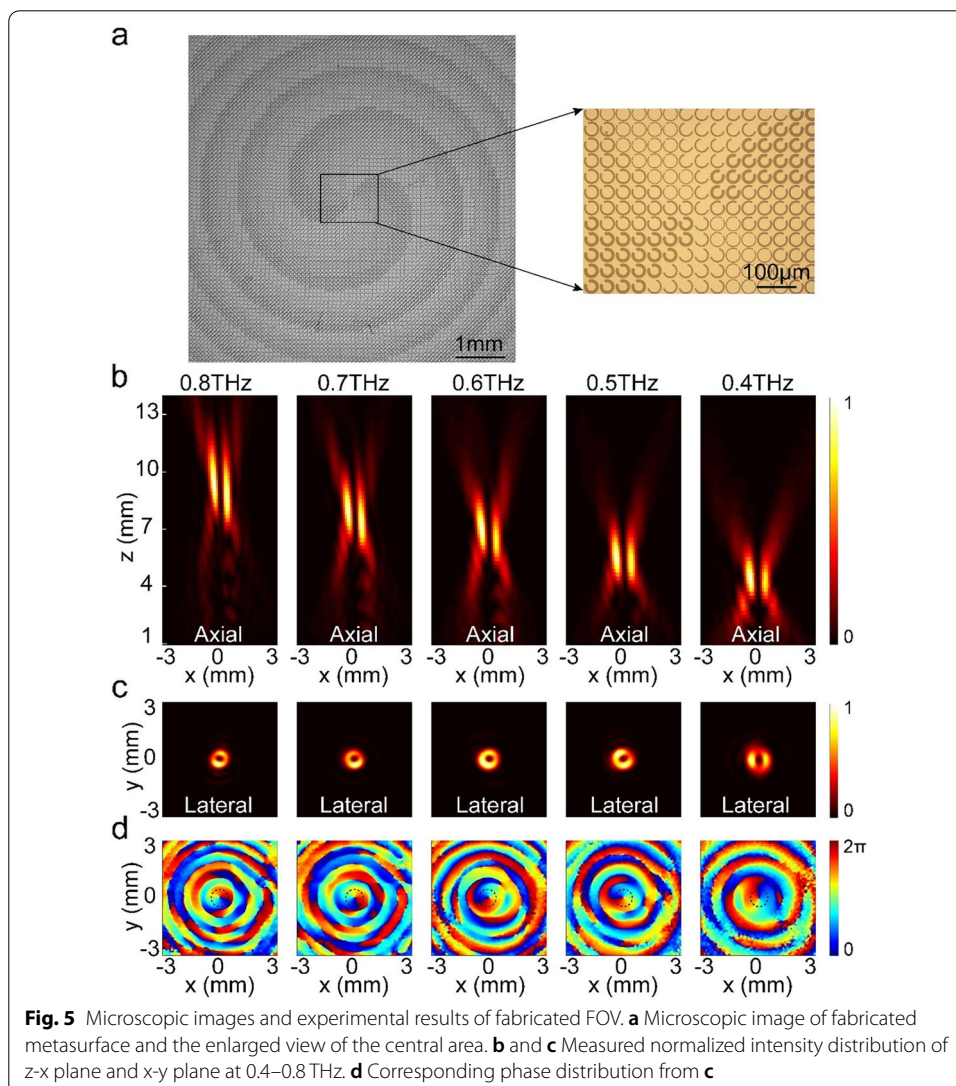 a
1mm
100μm
b
0.8THz 0.7THz 0.6THz 0.5THz 0.4THz
13
10
7
4
1
z (mm)
Axial Axial Axial Axial Axial
1
0
-3 0 3 -3 0 3 -3 0 3 -3 0 3 -3 0 3
x (mm) x (mm) x (mm) x (mm) x (mm)
c
3
0
-3
y (mm)
Lateral Lateral Lateral Lateral Lateral
1
0
d
3
0
-3
y (mm)
2π
0
-3 0 3 -3 0 3 -3 0 3 -3 0 3 -3 0 3
x (mm) x (mm) x (mm) x (mm) x (mm)
Fig. 5 Microscopic images and experimental results of fabricated FOV. a Microscopic image of fabricated
metasurface and the enlarged view of the central area. b and c Measured normalized intensity distribution of
z-x plane and x-y plane at 0.4–0.8 THz. d Corresponding phase distribution from c